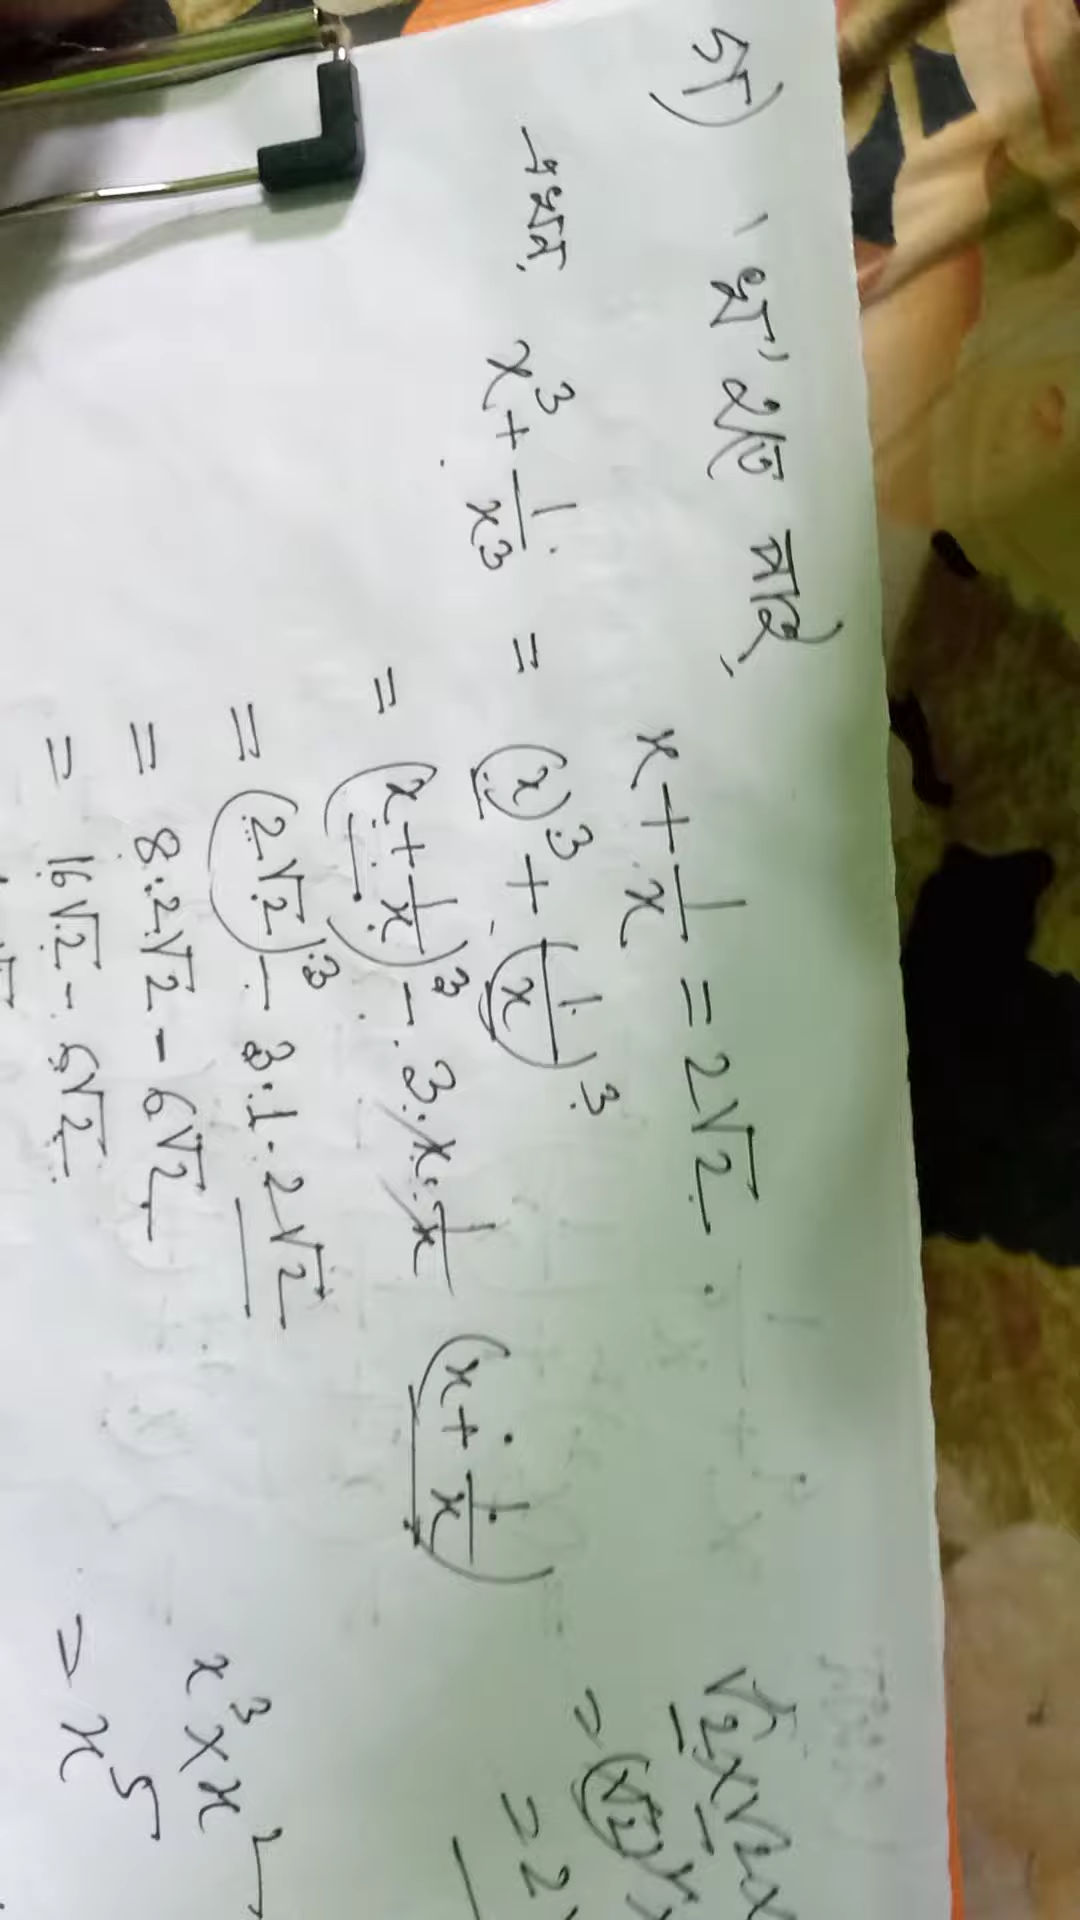 গ) 'খ' হতে পাই,
x + 1/x = 2√2.
এখন, x³ + 1/x³ = (x)³ + (1/x)³
= (x + 1/x)³ - 3·x·1/x (x + 1/x)
= (2√2)³ - 3·1·2√2
= 8·2√2 - 6√2
= 16√2 - 6√2
√2×√2×
= (√2)²×
= 2
x³ × x²
= x⁵